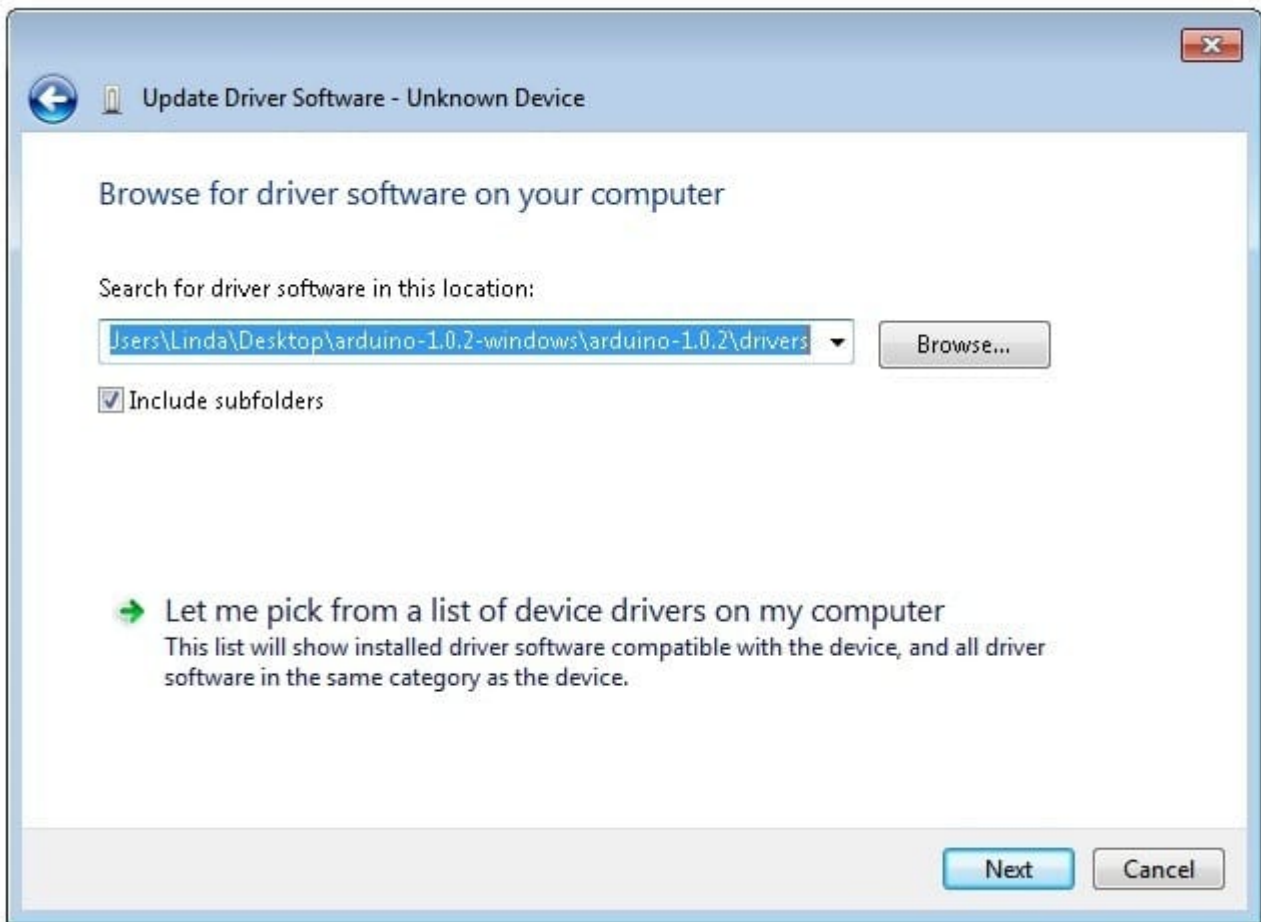 Update Driver Software - Unknown Device
Browse for driver software on your computer
Search for driver software in this location:
Jsers\Linda\Desktop\arduino-1.0.2-windows\arduino-1.0.2\drivers
Browse...
Include subfolders
Let me pick from a list of device drivers on my computer
This list will show installed driver software compatible with the device, and all driver
software in the same category as the device.
Next
Cancel